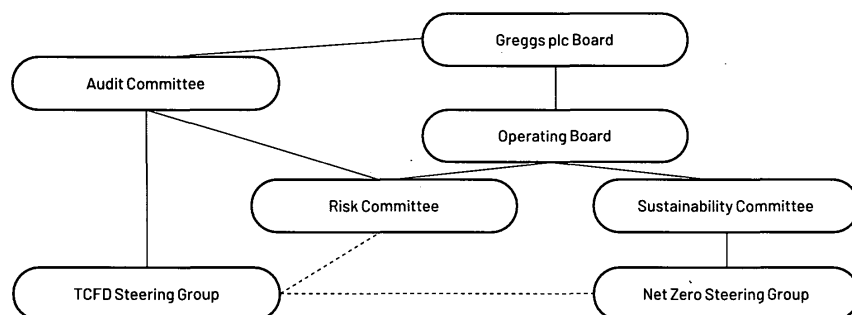 Greggs plc Board
Audit Committee
Operating Board
Risk Committee
Sustainability Committee
TCFD Steering Group
Net Zero Steering Group